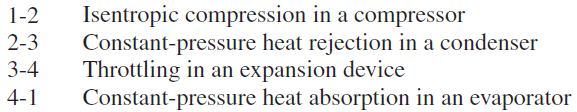 1-2 Isentropic compression in a compressor
2-3 Constant-pressure heat rejection in a condenser
3-4 Throttling in an expansion device
4-1 Constant-pressure heat absorption in an evaporator